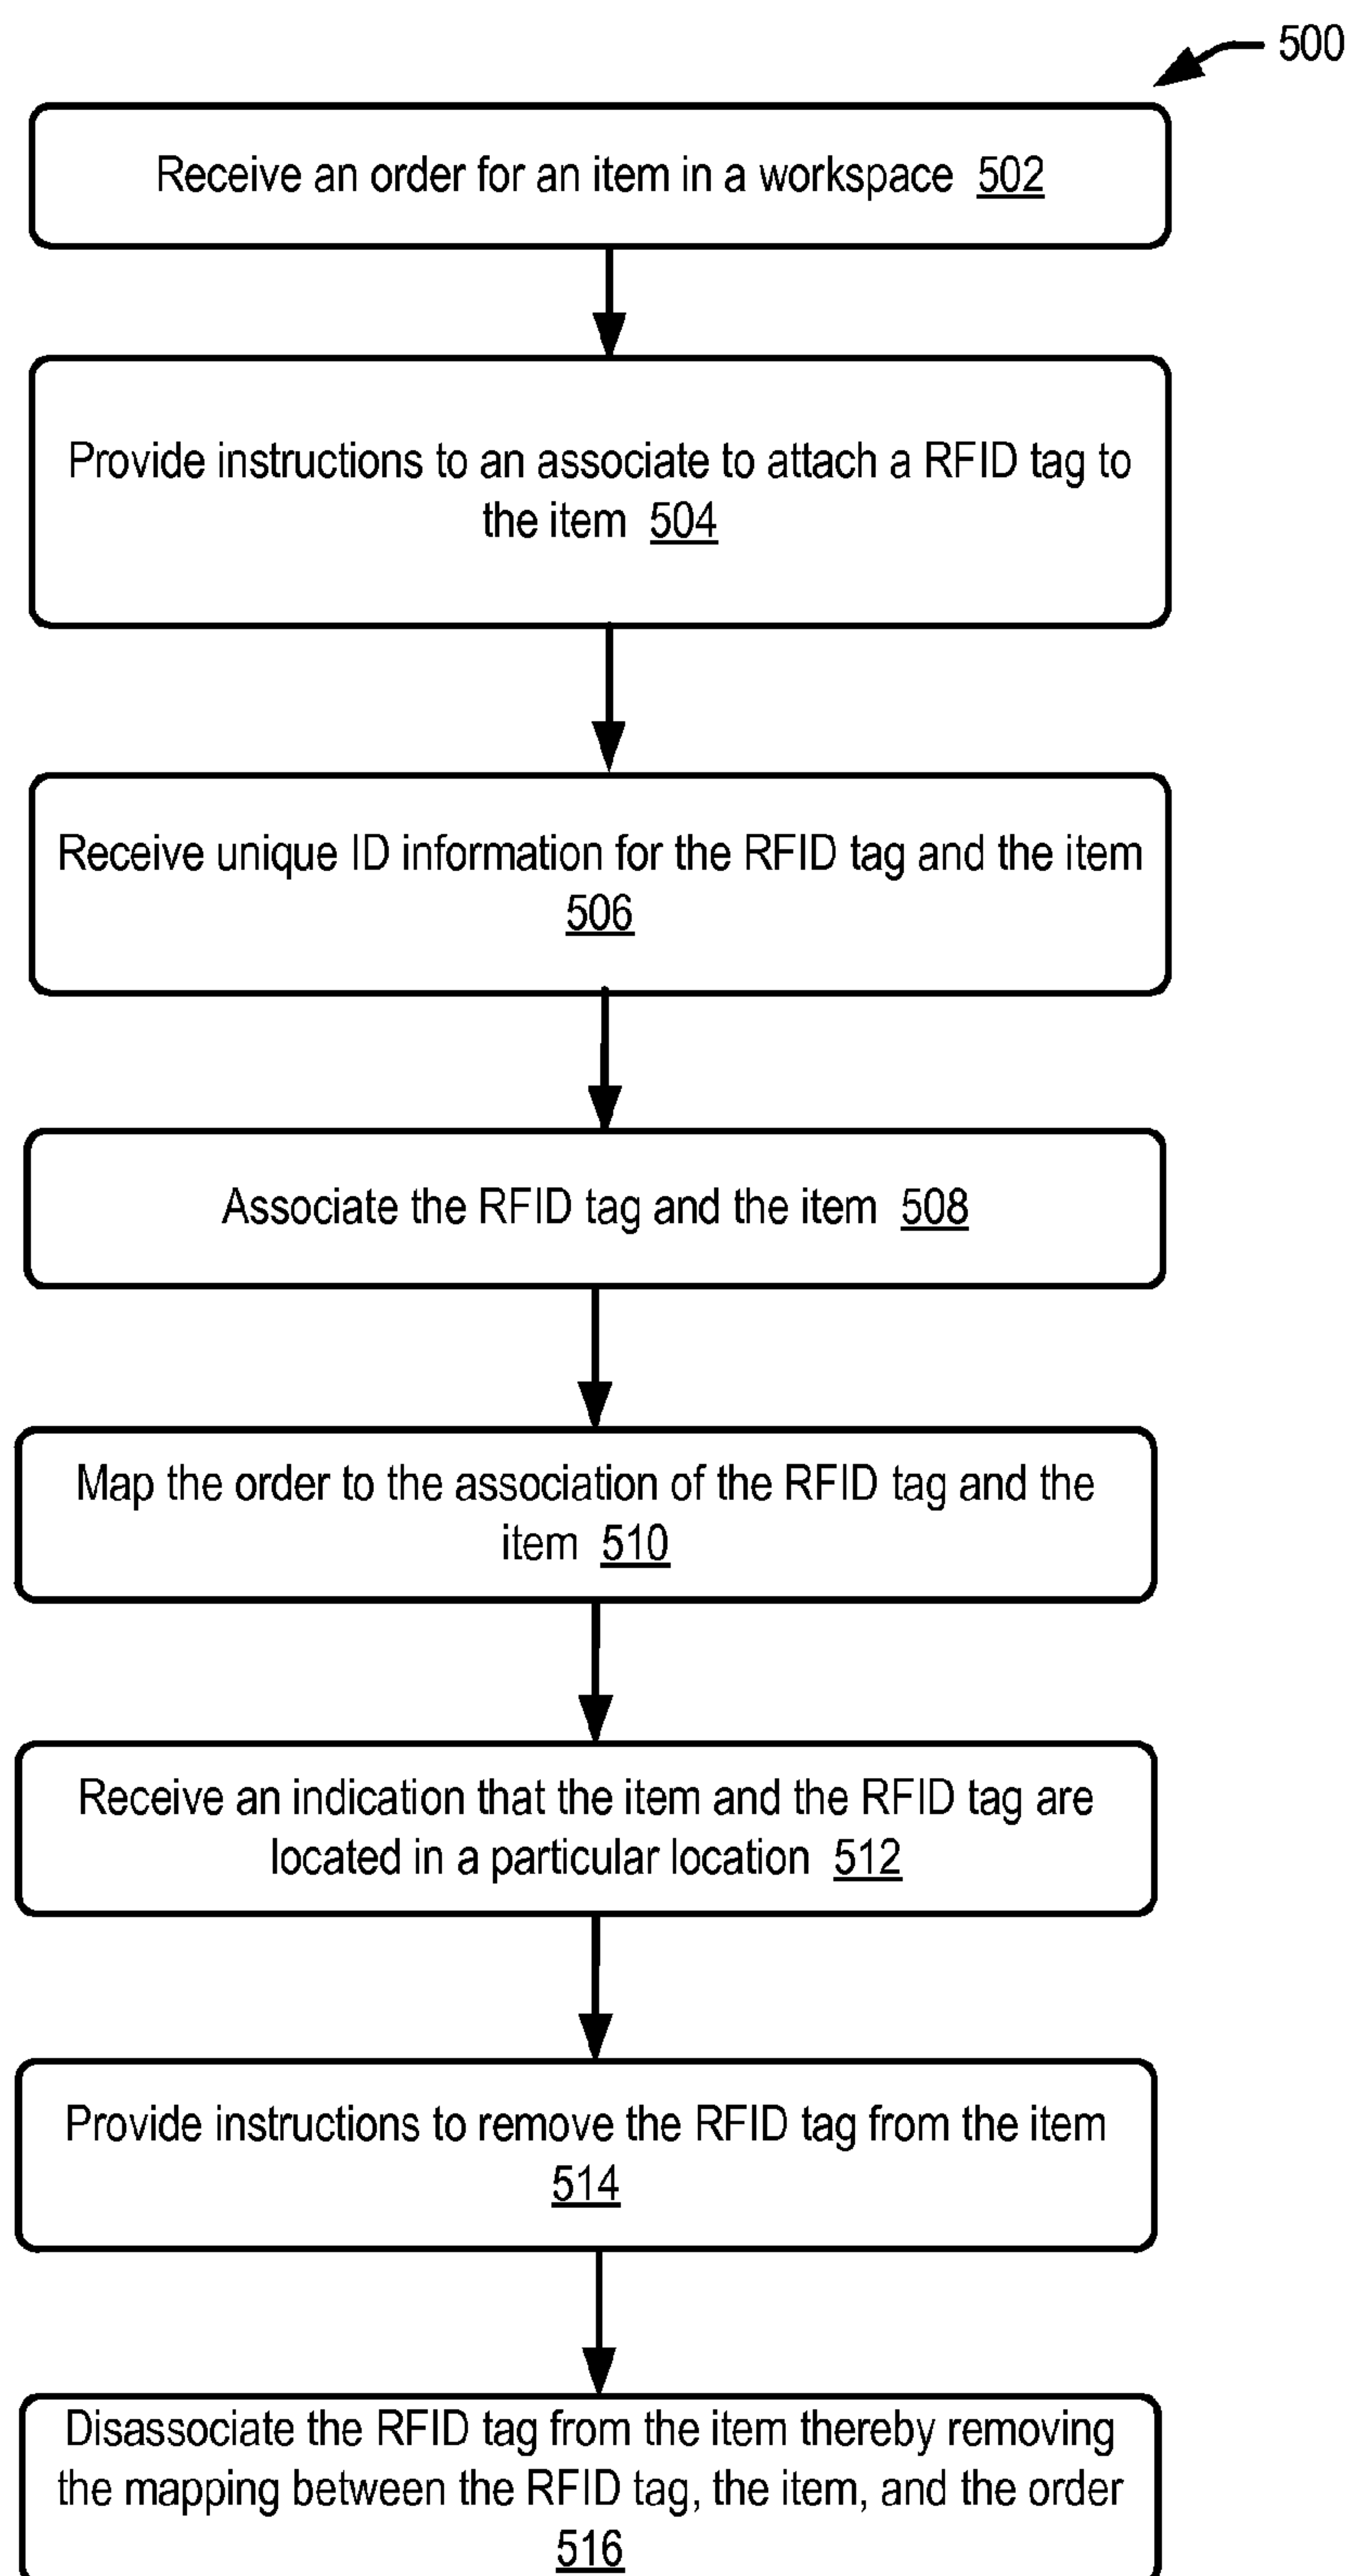 500
Receive an order for an item in a workspace 502
Provide instructions to an associate to attach a RFID tag to
the item 504
Receive unique ID information for the RFID tag and the item
506
Associate the RFID tag and the item 508
Map the order to the association of the RFID tag and the
item 510
Receive an indication that the item and the RFID tag are
located in a particular location 512
Provide instructions to remove the RFID tag from the item
514
Disassociate the RFID tag from the item thereby removing
the mapping between the RFID tag, the item, and the order
516